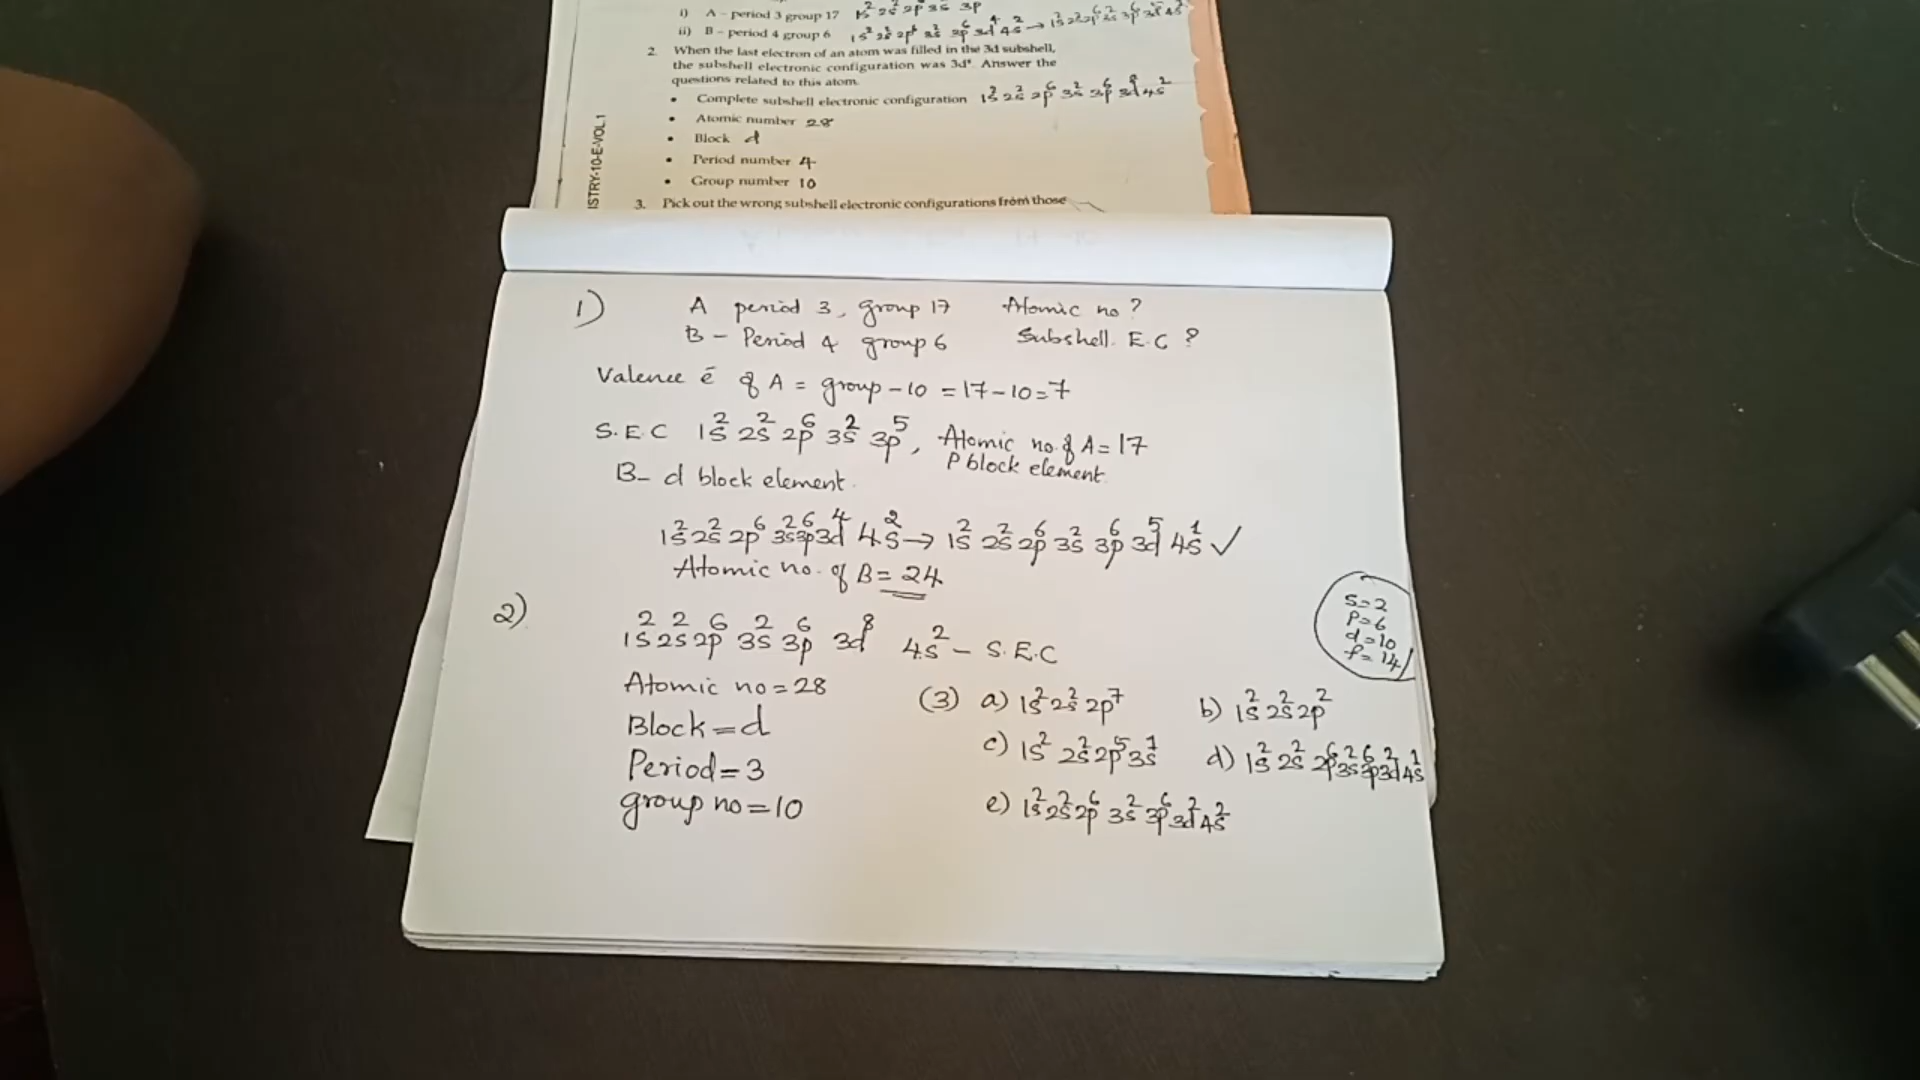 i) A – period 3 group 17 1s² 2s² 2p⁶ 3s² 3p
ii) B – period 4 group 6 1s² 2s² 2p⁶ 3s² 3p⁶ 3d⁴ 4s² → 1s² 2s² 2p⁶ 3s² 3p⁶ 3d⁵ 4s¹
2. When the last electron of an atom was filled in the 3d subshell,
the subshell electronic configuration was 3d⁸. Answer the
questions related to this atom.
• Complete subshell electronic configuration 1s² 2s² 2p⁶ 3s² 3p⁶ 3d⁸ 4s²
• Atomic number 28
• Block d
• Period number 4
• Group number 10
3. Pick out the wrong subshell electronic configurations from those
ISTRY-10-E-VOL.1
1) A period 3, group 17 Atomic no?
B – Period 4 group 6 Subshell. E.C ?
Valence ē of A = group – 10 = 17 – 10 = 7
S.E.C 1s² 2s² 2p⁶ 3s² 3p⁵, Atomic no. of A = 17
P block element
B – d block element.
1s² 2s² 2p⁶ 3s² 3p⁶ 3d⁴ 4s² → 1s² 2s² 2p⁶ 3s² 3p⁶ 3d⁵ 4s¹ ✓
Atomic no. of B = 24
2) 1s² 2s² 2p⁶ 3s² 3p⁶ 3d⁸ 4s² – S.E.C
Atomic no = 28
Block = d
Period = 3
group no = 10
s=2
p=6
d=10
f=14
(3) a) 1s² 2s² 2p⁷ b) 1s² 2s² 2p²
c) 1s² 2s² 2p⁵ 3s¹ d) 1s² 2s² 2p⁶ 3s² 3p⁶ 3d² 4s¹
e) 1s² 2s² 2p⁶ 3s² 3p⁶ 3d² 4s²